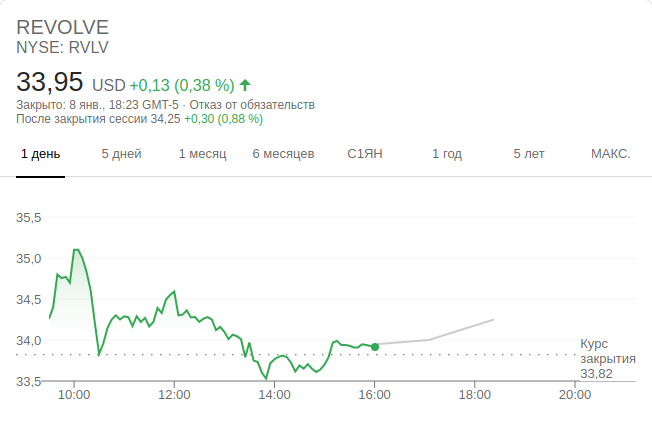 REVOLVE
NYSE: RVLV
33,95 USD +0,13 (0,38 %)
Закрыто: 8 янв., 18:23 GMT-5 · Отказ от обязательств
После закрытия сессии 34,25 +0,30 (0,88 %)
1 день 5 дней 1 месяц 6 месяцев С1ЯН 1 год 5 лет МАКС.
35,5
35,0
34,5
34,0
33,5
Курс
закрытия
33,82
10:00 12:00 14:00 16:00 18:00 20:00